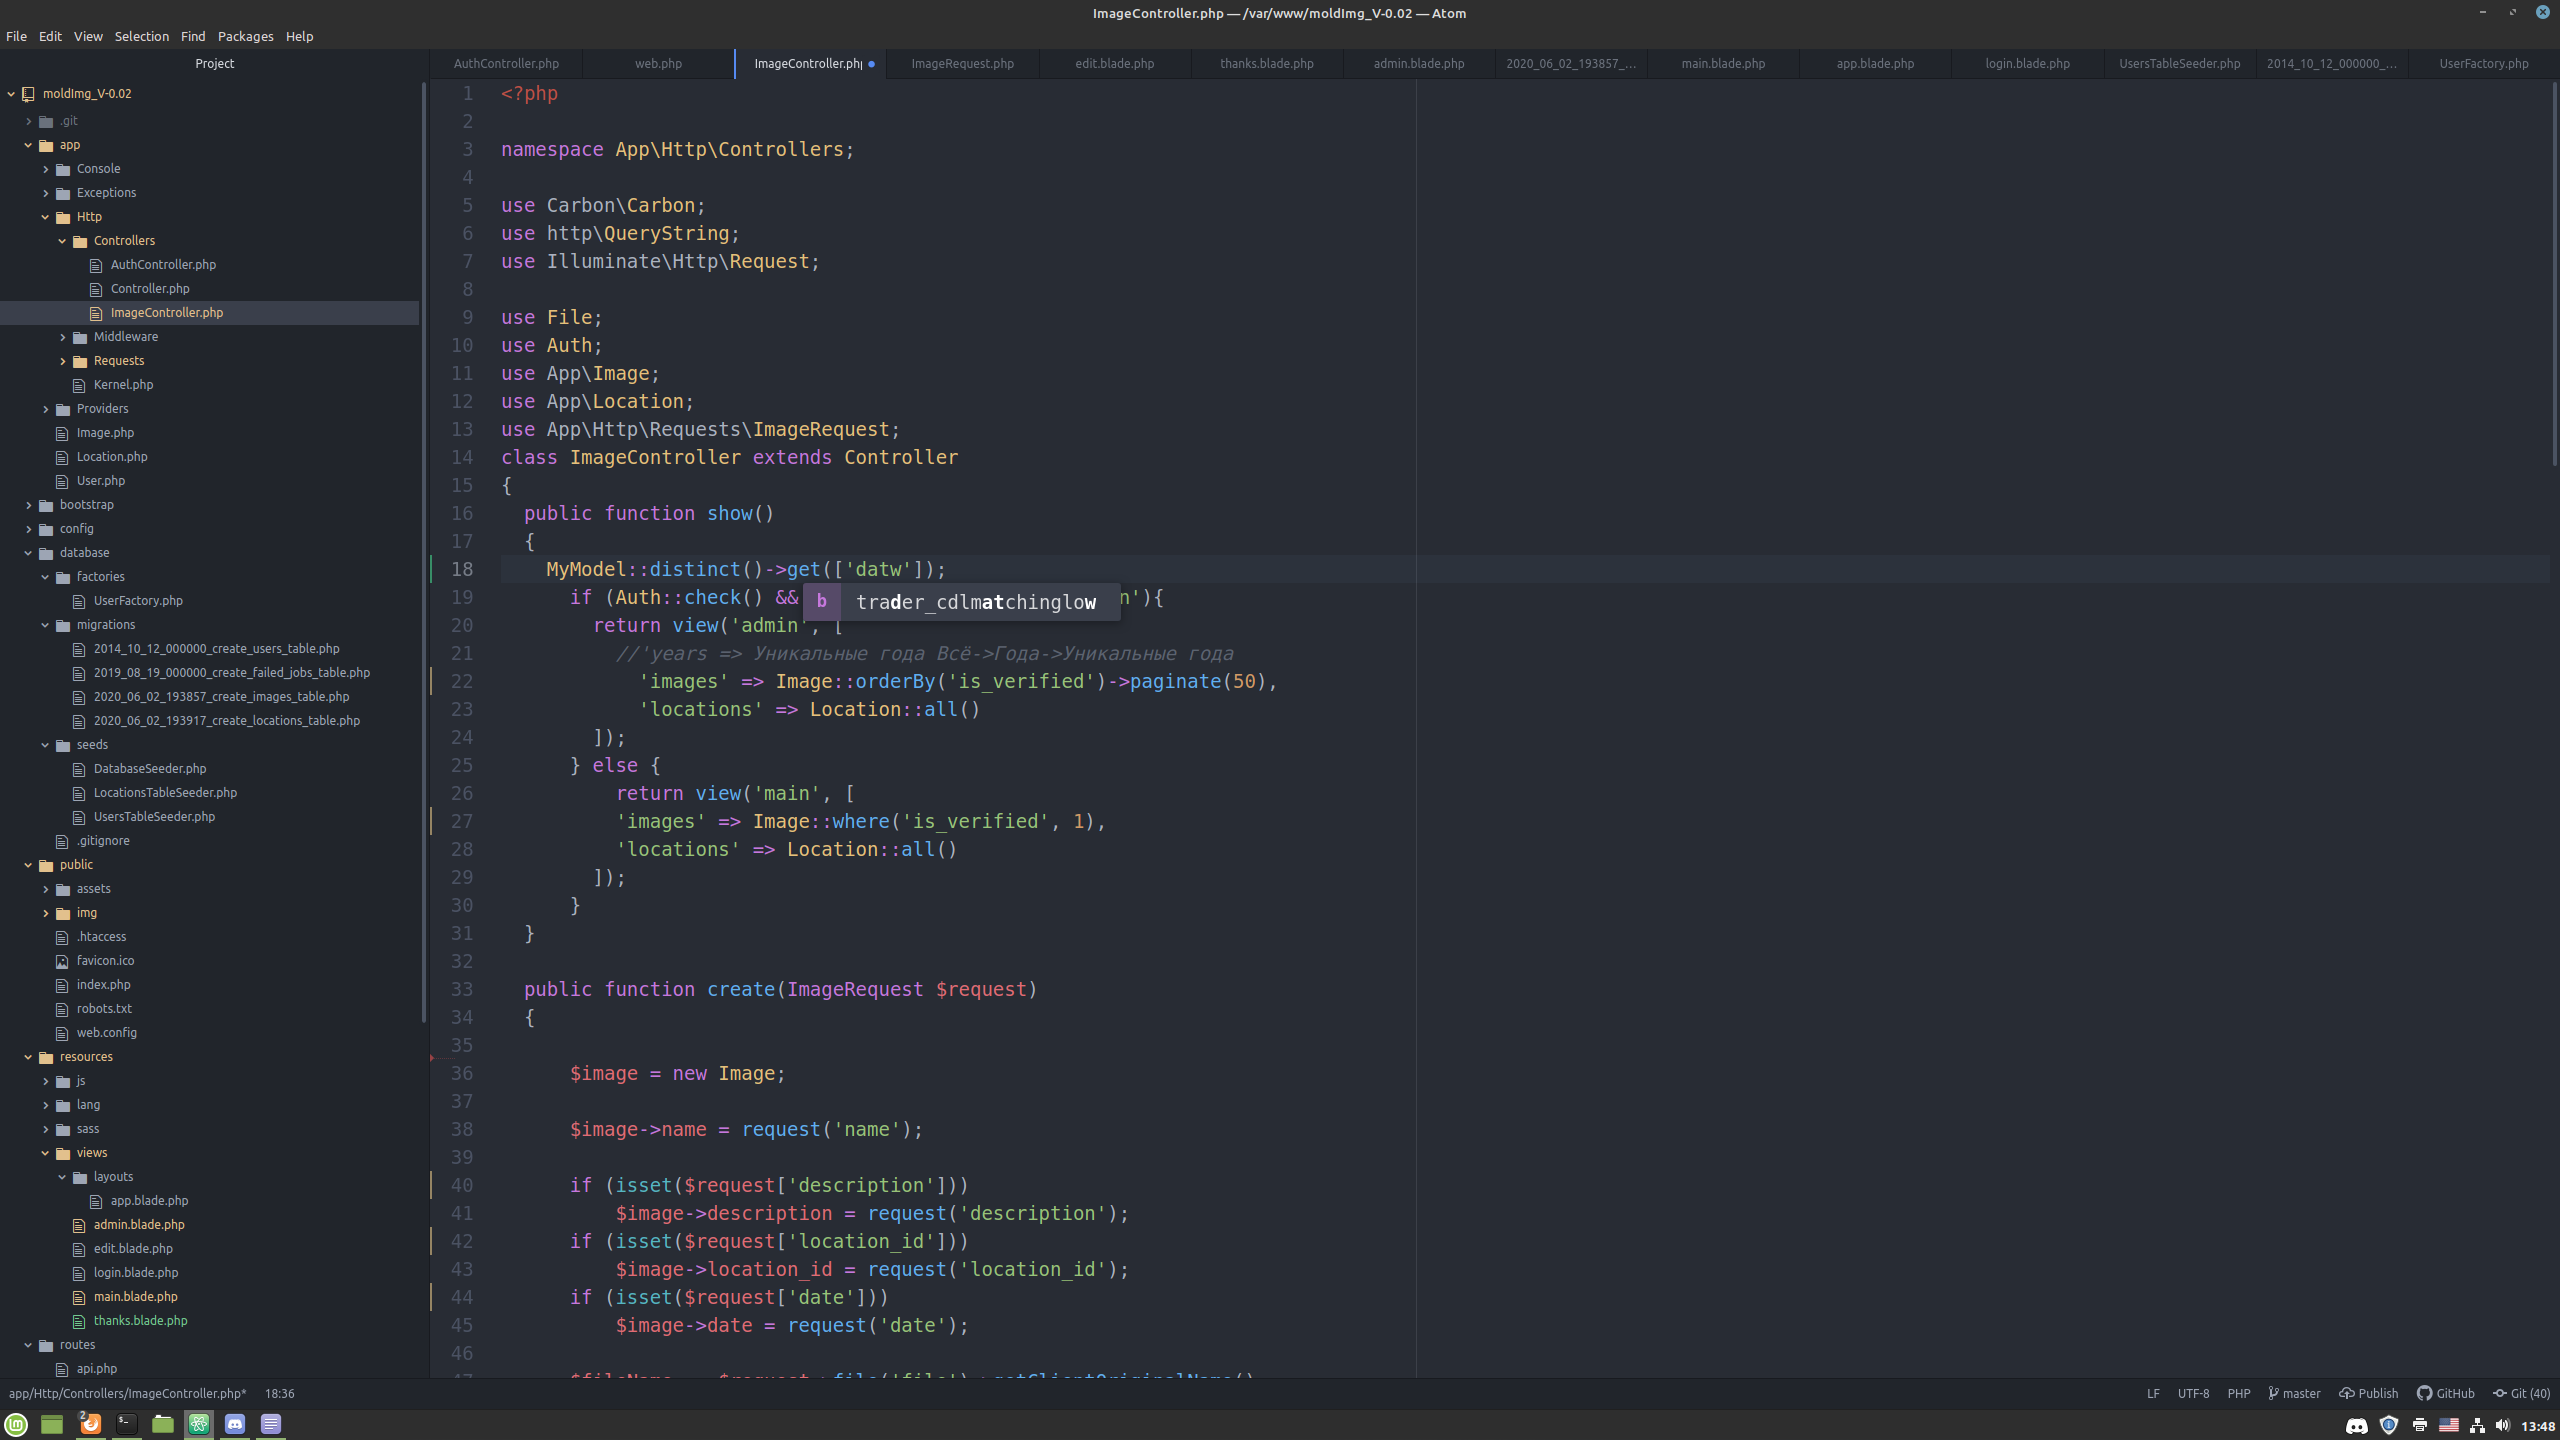 ImageController.php — /var/www/moldImg_V-0.02 — Atom
File Edit View Selection Find Packages Help
Project
AuthController.php web.php ImageController.php ImageRequest.php edit.blade.php thanks.blade.php admin.blade.php 2020_06_02_193857_... main.blade.php app.blade.php login.blade.php UsersTableSeeder.php 2014_10_12_000000_... UserFactory.php
moldImg_V-0.02
.git
app
Console
Exceptions
Http
Controllers
AuthController.php
Controller.php
ImageController.php
Middleware
Requests
Kernel.php
Providers
Image.php
Location.php
User.php
bootstrap
config
database
factories
UserFactory.php
migrations
2014_10_12_000000_create_users_table.php
2019_08_19_000000_create_failed_jobs_table.php
2020_06_02_193857_create_images_table.php
2020_06_02_193917_create_locations_table.php
seeds
DatabaseSeeder.php
LocationsTableSeeder.php
UsersTableSeeder.php
.gitignore
public
assets
img
.htaccess
favicon.ico
index.php
robots.txt
web.config
resources
js
lang
sass
views
layouts
app.blade.php
admin.blade.php
edit.blade.php
login.blade.php
main.blade.php
thanks.blade.php
routes
api.php
1 <?php
2
3 namespace App\Http\Controllers;
4
5 use Carbon\Carbon;
6 use http\QueryString;
7 use Illuminate\Http\Request;
8
9 use File;
10 use Auth;
11 use App\Image;
12 use App\Location;
13 use App\Http\Requests\ImageRequest;
14 class ImageController extends Controller
15 {
16 public function show()
17 {
18 MyModel::distinct()->get(['datw']);
19 if (Auth::check() && n'){
b trader_cdlmatchinglow
20 return view('admin', [
21 //'years => Уникальные года Всё->Года->Уникальные года
22 'images' => Image::orderBy('is_verified')->paginate(50),
23 'locations' => Location::all()
24 ]);
25 } else {
26 return view('main', [
27 'images' => Image::where('is_verified', 1),
28 'locations' => Location::all()
29 ]);
30 }
31 }
32
33 public function create(ImageRequest $request)
34 {
35
36 $image = new Image;
37
38 $image->name = request('name');
39
40 if (isset($request['description']))
41 $image->description = request('description');
42 if (isset($request['location_id']))
43 $image->location_id = request('location_id');
44 if (isset($request['date']))
45 $image->date = request('date');
46
app/Http/Controllers/ImageController.php* 18:36
LF UTF-8 PHP master Publish GitHub Git (40)
2 $_ 13:48